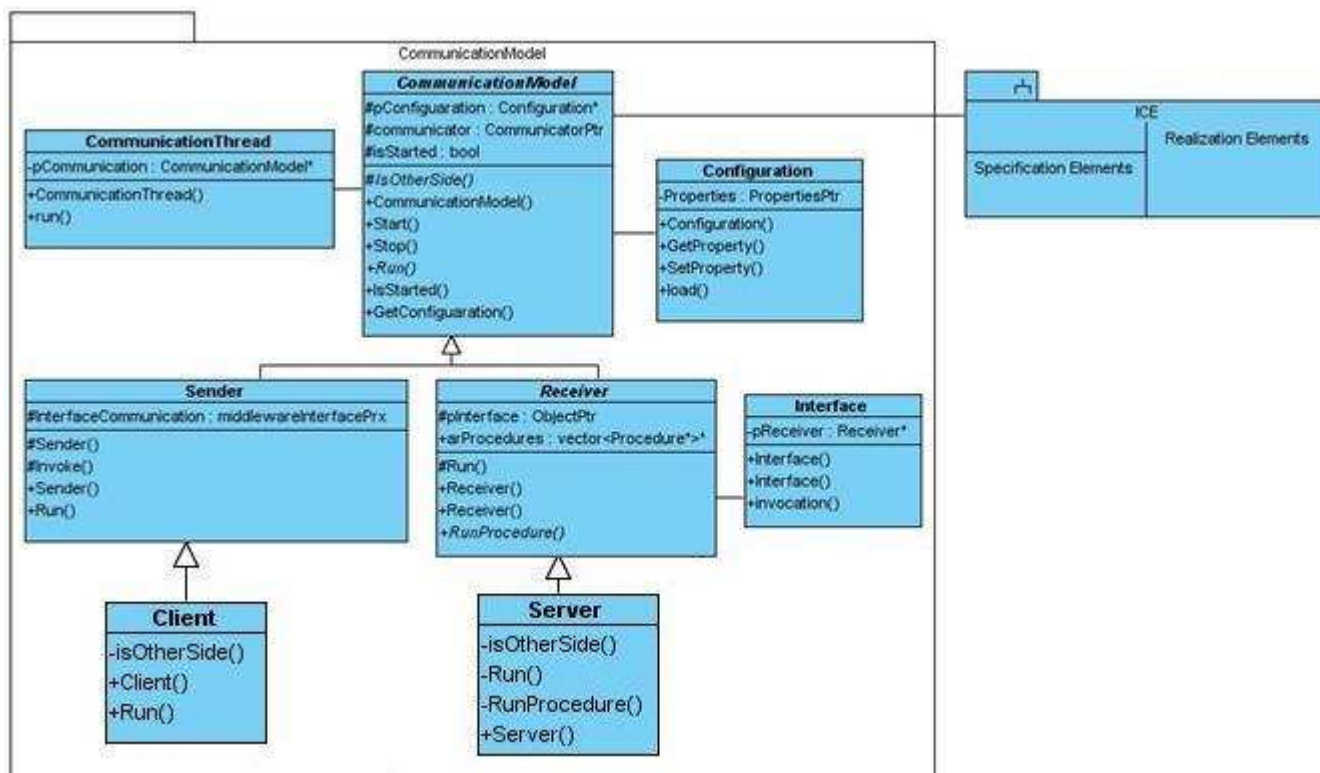 CommunicationModel
CommunicationModel
#pConfiguaration : Configuration*
#communicator : CommunicatorPtr
#isStarted : bool
#IsOtherSide()
+CommunicationModel()
+Start()
+Stop()
+Run()
+IsStarted()
+GetConfiguaration()
CommunicationThread
-pCommunication : CommunicationModel*
+CommunicationThread()
+run()
Configuration
-Properties : PropertiesPtr
+Configuration()
+GetProperty()
+SetProperty()
+load()
ICE
Realization Elements
Specification Elements
Sender
#InterfaceCommunication : middlewareInterfacePrx
#Sender()
#Invoke()
+Sender()
+Run()
Receiver
#pInterface : ObjectPtr
+arProcedures : vector<Procedure*>*
#Run()
+Receiver()
+Receiver()
+RunProcedure()
Interface
-pReceiver : Receiver*
+Interface()
+Interface()
+invocation()
Client
-isOtherSide()
+Client()
+Run()
Server
-isOtherSide()
-Run()
-RunProcedure()
+Server()